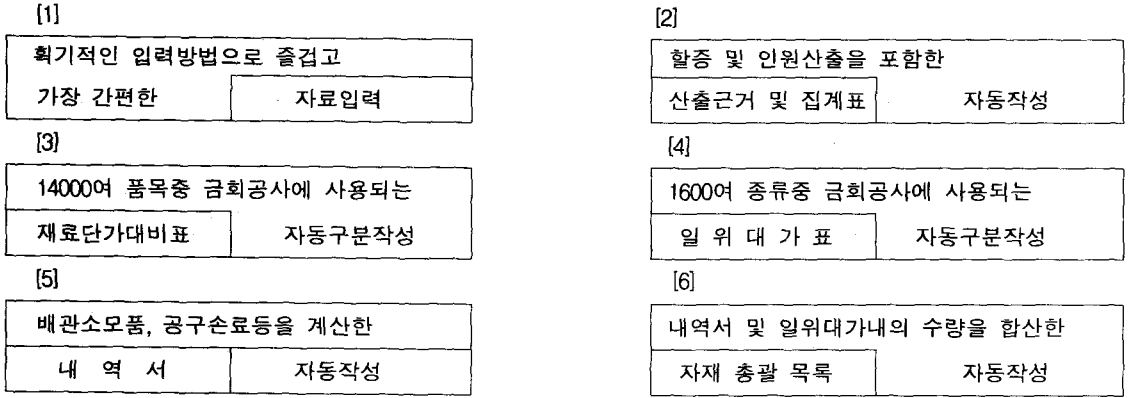 [1]
획기적인 입력방법으로 즐겁고
가장 간편한 자료입력
[2]
할증 및 인원산출을 포함한
산출근거 및 집계표 자동작성
[3]
14000여 품목중 금회공사에 사용되는
재료단가대비표 자동구분작성
[4]
1600여 종류중 금회공사에 사용되는
일 위 대 가 표 자동구분작성
[5]
배관소모품, 공구손료등을 계산한
내 역 서 자동작성
[6]
내역서 및 일위대가내의 수량을 합산한
자재 총괄 목록 자동작성